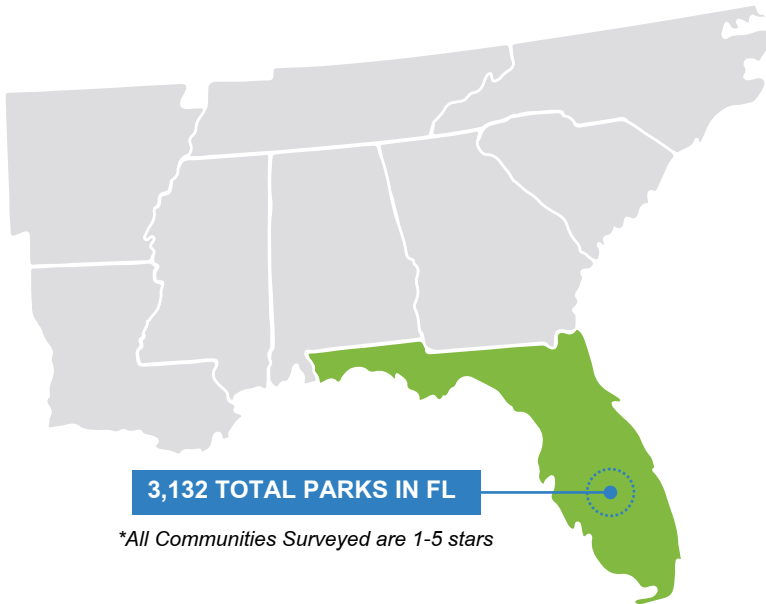 3,132 TOTAL PARKS IN FL
*All Communities Surveyed are 1-5 stars